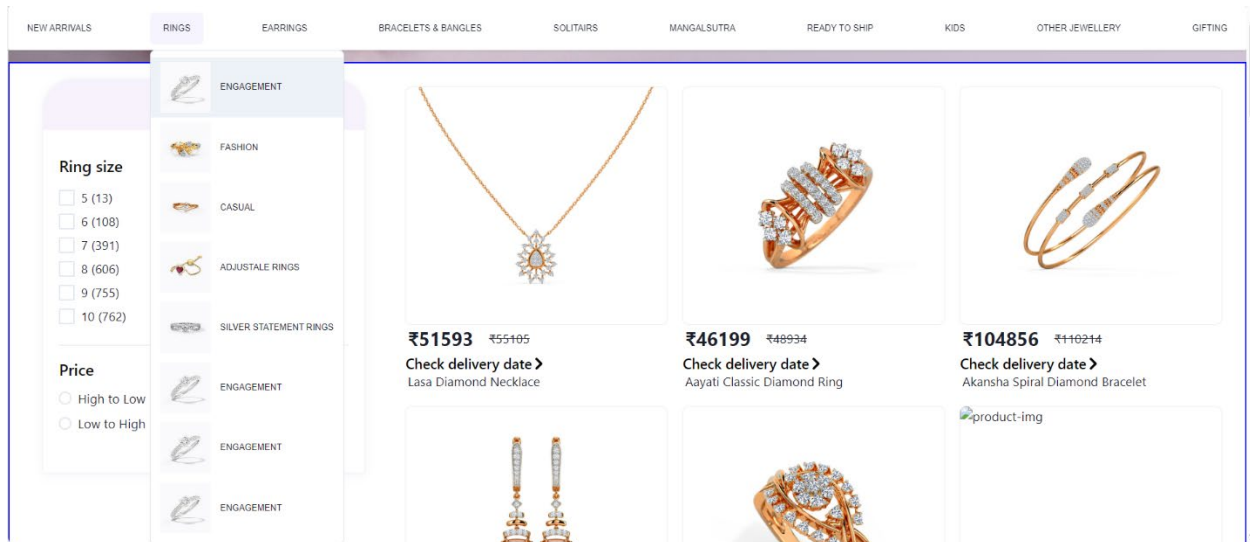 NEW ARRIVALS RINGS EARRINGS BRACELETS & BANGLES SOLITAIRS MANGALSUTRA READY TO SHIP KIDS OTHER JEWELLERY GIFTING
ENGAGEMENT
FASHION
CASUAL
ADJUSTALE RINGS
SILVER STATEMENT RINGS
ENGAGEMENT
ENGAGEMENT
ENGAGEMENT
Ring size
5 (13)
6 (108)
7 (391)
8 (606)
9 (755)
10 (762)
Price
High to Low
Low to High
₹51593 ₹55105
Check delivery date
Lasa Diamond Necklace
₹46199 ₹48934
Check delivery date
Aayati Classic Diamond Ring
₹104856 ₹110214
Check delivery date
Akansha Spiral Diamond Bracelet
product-img